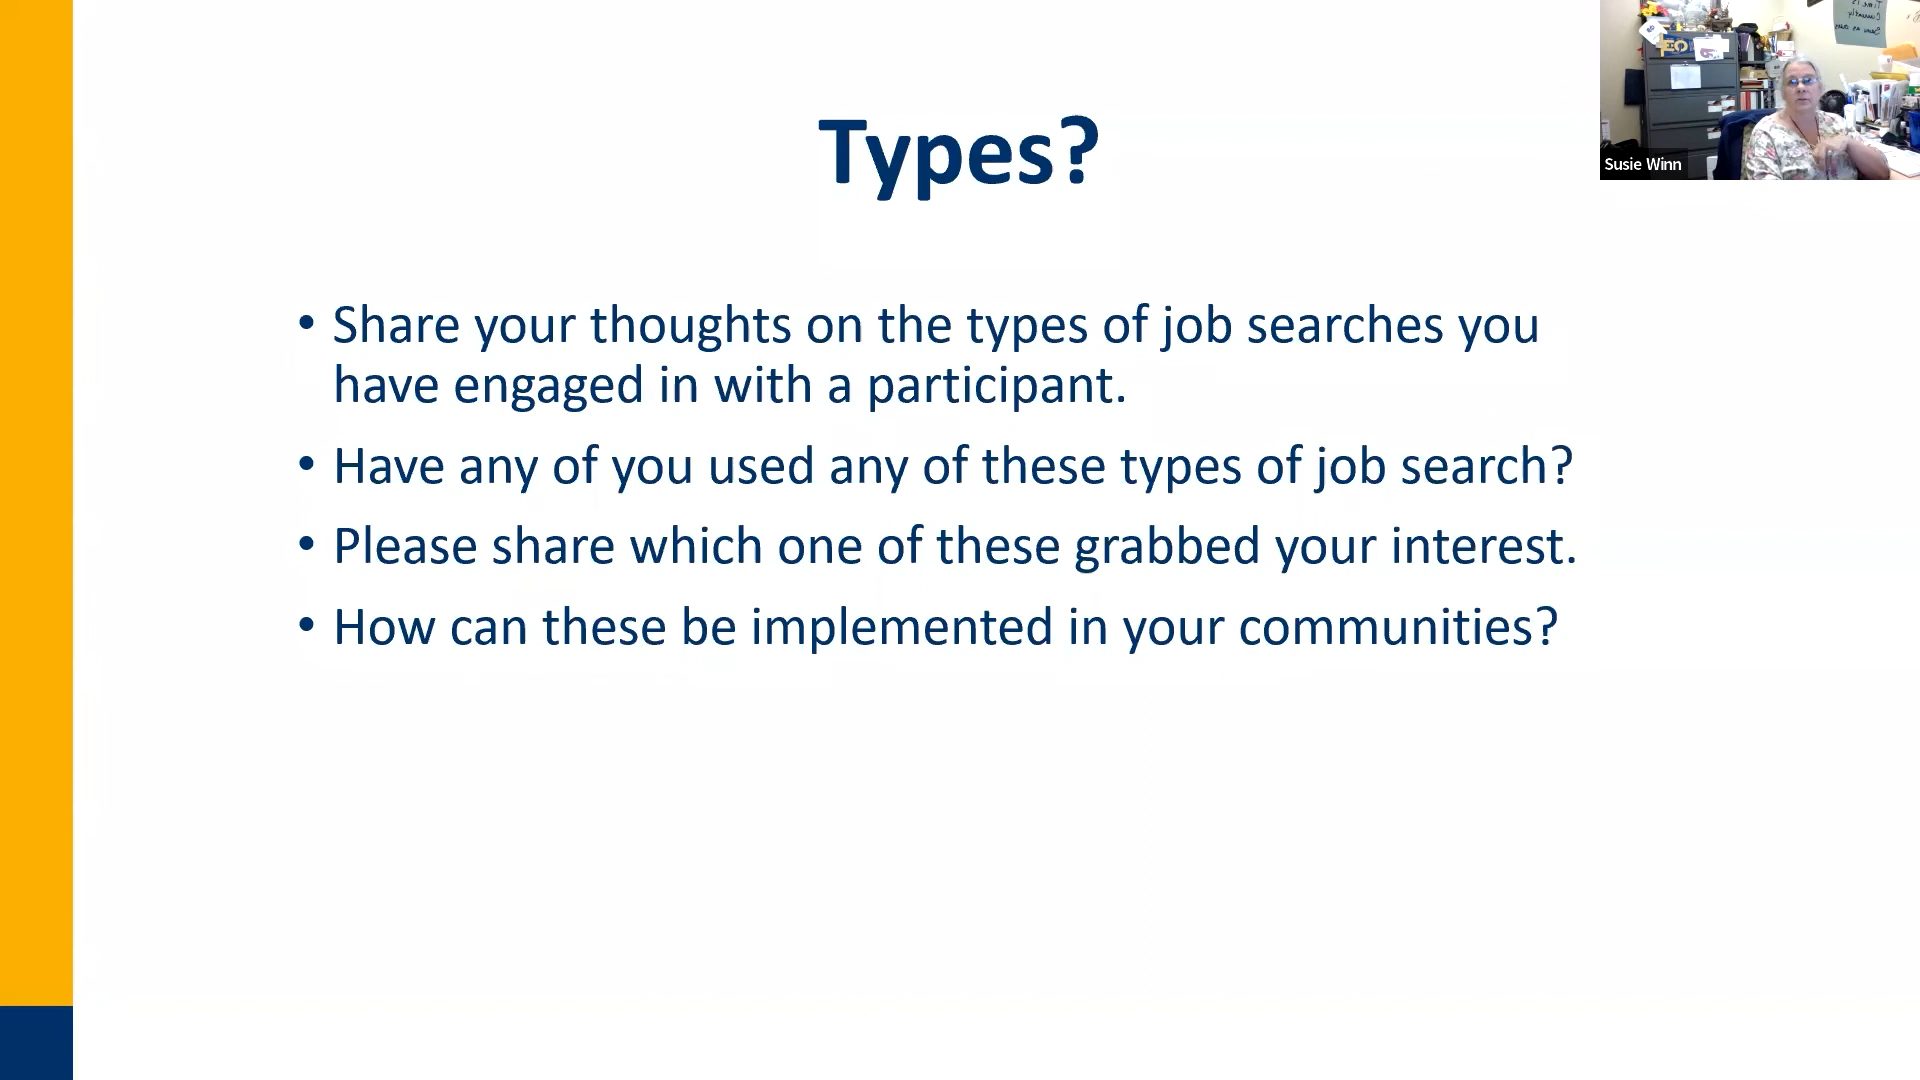 Types?
• Share your thoughts on the types of job searches you
have engaged in with a participant.
• Have any of you used any of these types of job search?
• Please share which one of these grabbed your interest.
• How can these be implemented in your communities?
Susie Winn